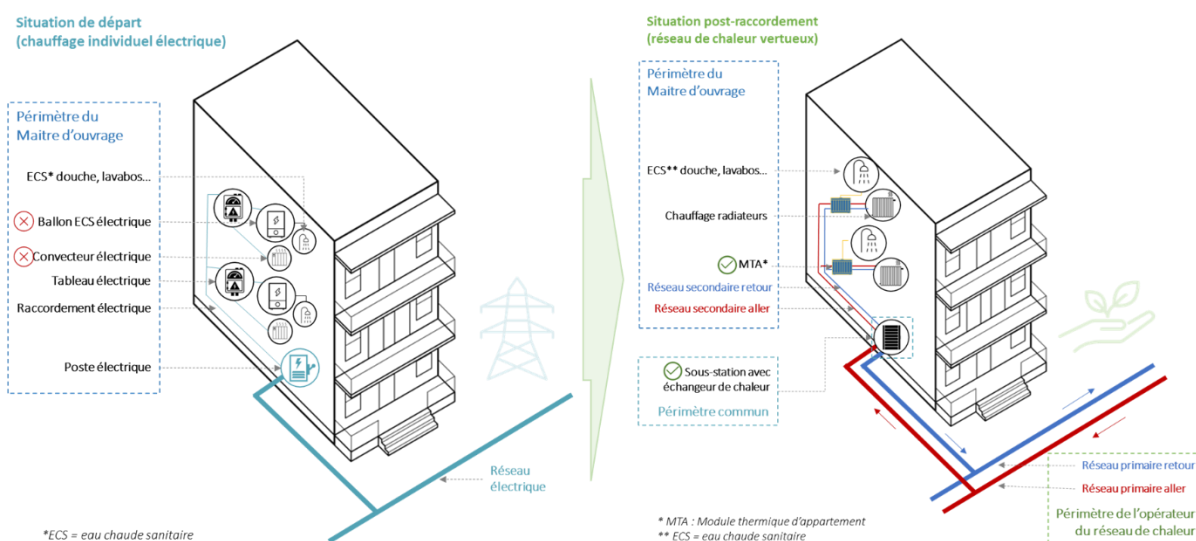 Situation de départ
(chauffage individuel électrique)
Périmètre du
Maitre d'ouvrage
ECS* douche, lavabos...
Ballon ECS électrique
Convecteur électrique
Tableau électrique
Raccordement électrique
Poste électrique
Réseau
électrique
*ECS = eau chaude sanitaire
Situation post-raccordement
(réseau de chaleur vertueux)
Périmètre du
Maitre d'ouvrage
ECS** douche, lavabos...
Chauffage radiateurs
MTA*
Réseau secondaire retour
Réseau secondaire aller
Sous-station avec
échangeur de chaleur
Périmètre commun
Réseau primaire retour
Réseau primaire aller
Périmètre de l'opérateur
du réseau de chaleur
* MTA : Module thermique d'appartement
** ECS = eau chaude sanitaire